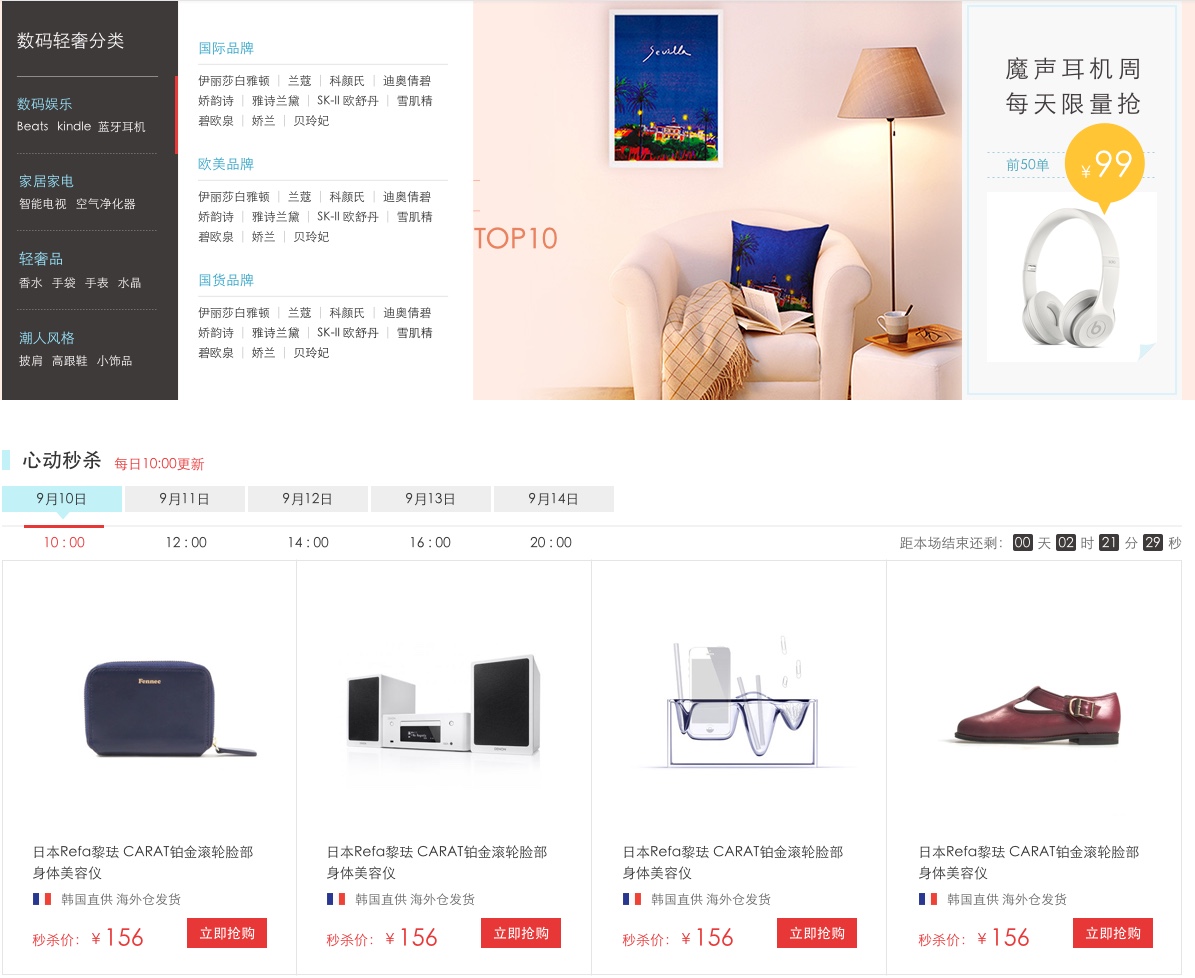 数码轻奢分类
数码娱乐
Beats kindle 蓝牙耳机
家居家电
智能电视 空气净化器
轻奢品
香水 手袋 手表 水晶
潮人风格
披肩 高跟鞋 小饰品
国际品牌
伊丽莎白雅顿 | 兰蔻 | 科颜氏 | 迪奥倩碧
娇韵诗 | 雅诗兰黛 | SK-II 欧舒丹 | 雪肌精
碧欧泉 | 娇兰 | 贝玲妃
欧美品牌
伊丽莎白雅顿 | 兰蔻 | 科颜氏 | 迪奥倩碧
娇韵诗 | 雅诗兰黛 | SK-II 欧舒丹 | 雪肌精
碧欧泉 | 娇兰 | 贝玲妃
国货品牌
伊丽莎白雅顿 | 兰蔻 | 科颜氏 | 迪奥倩碧
娇韵诗 | 雅诗兰黛 | SK-II 欧舒丹 | 雪肌精
碧欧泉 | 娇兰 | 贝玲妃
Sevilla
TOP10
魔声耳机周
每天限量抢
前50单 ¥99
心动秒杀 每日10:00更新
9月10日 9月11日 9月12日 9月13日 9月14日
10 : 00 12 : 00 14 : 00 16 : 00 20 : 00 距本场结束还剩: 00 天 02 时 21 分 29 秒
Fennec
DENON
日本Refa黎珐 CARAT铂金滚轮脸部
身体美容仪
韩国直供 海外仓发货
秒杀价: ¥156 立即抢购
日本Refa黎珐 CARAT铂金滚轮脸部
身体美容仪
韩国直供 海外仓发货
秒杀价: ¥156 立即抢购
日本Refa黎珐 CARAT铂金滚轮脸部
身体美容仪
韩国直供 海外仓发货
秒杀价: ¥156 立即抢购
日本Refa黎珐 CARAT铂金滚轮脸部
身体美容仪
韩国直供 海外仓发货
秒杀价: ¥156 立即抢购